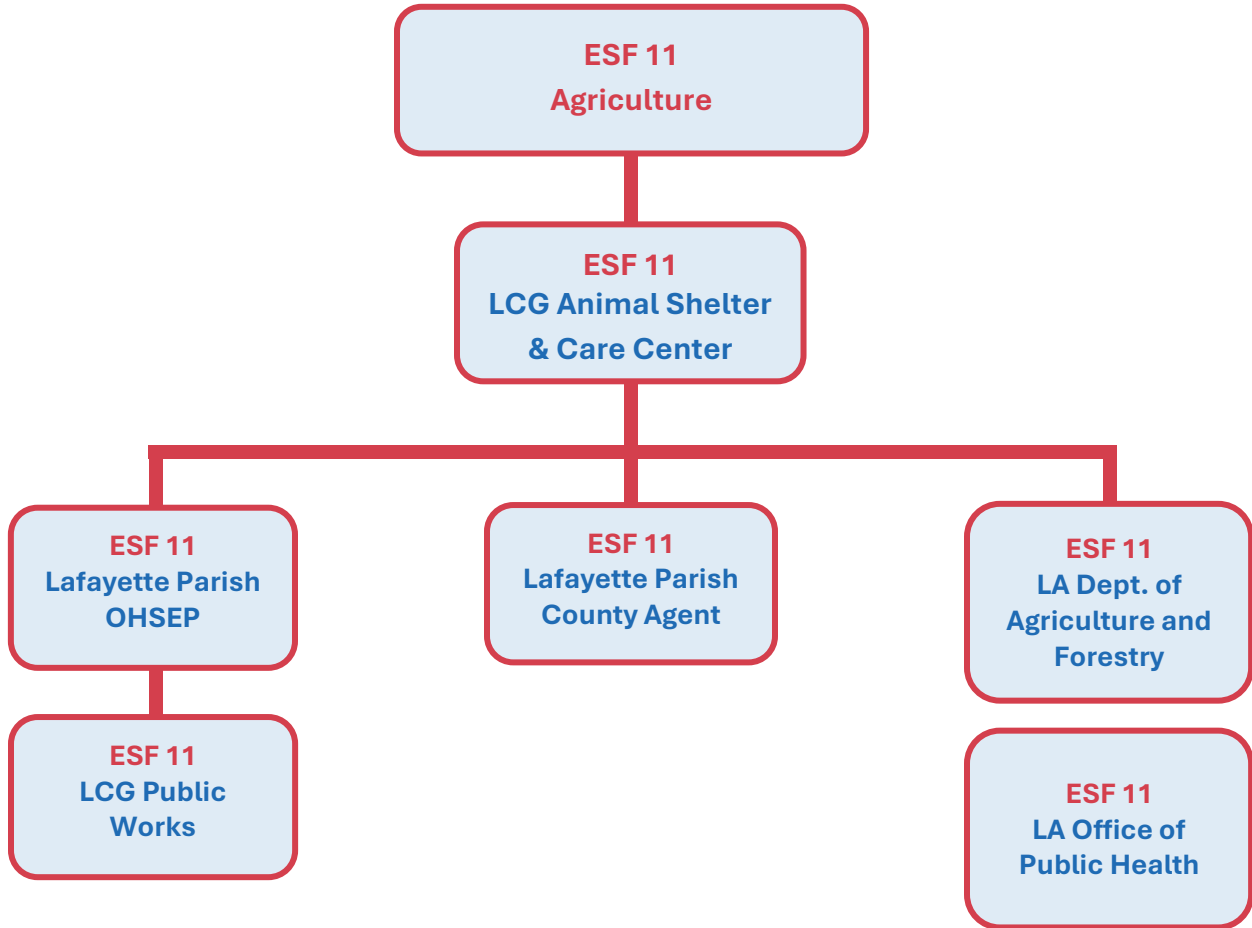 ESF 11
Agriculture
ESF 11
LCG Animal Shelter
& Care Center
ESF 11
Lafayette Parish
OHSEP
ESF 11
Lafayette Parish
County Agent
ESF 11
LA Dept. of
Agriculture and
Forestry
ESF 11
LCG Public
Works
ESF 11
LA Office of
Public Health